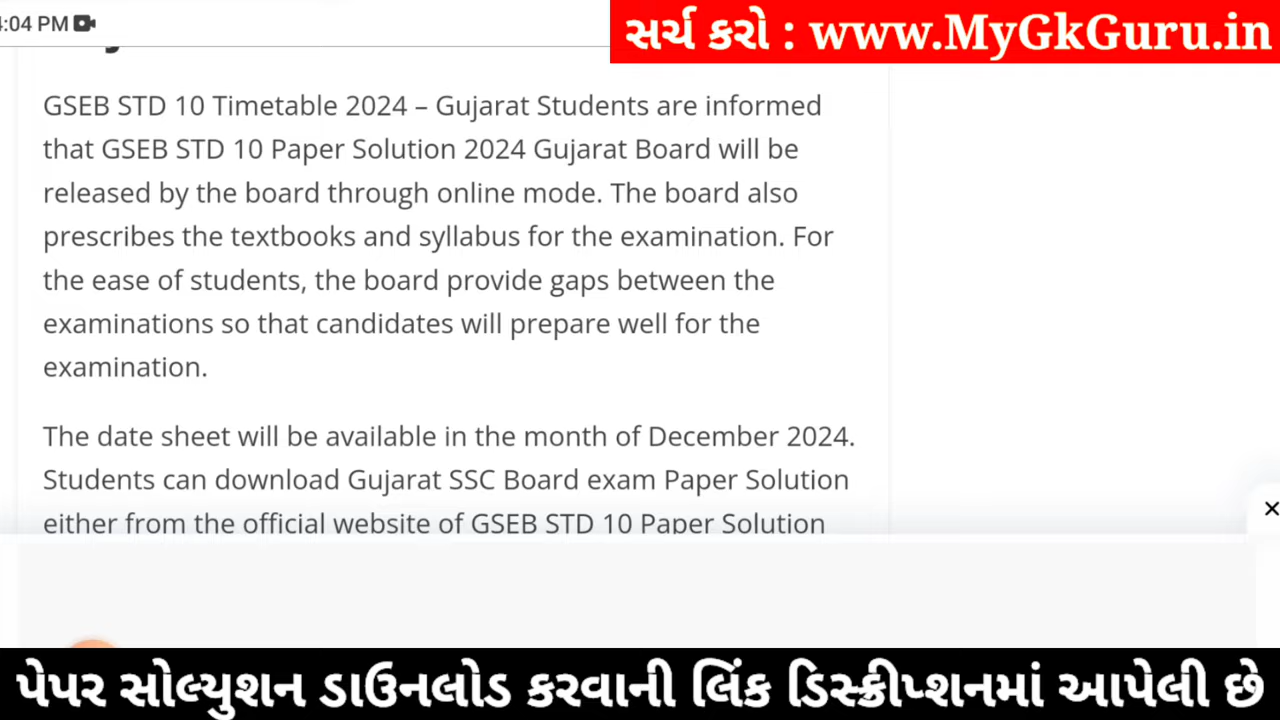 4:04 PM
સર્ચ કરો : www.MyGkGuru.in
GSEB STD 10 Timetable 2024 – Gujarat Students are informed
that GSEB STD 10 Paper Solution 2024 Gujarat Board will be
released by the board through online mode. The board also
prescribes the textbooks and syllabus for the examination. For
the ease of students, the board provide gaps between the
examinations so that candidates will prepare well for the
examination.
The date sheet will be available in the month of December 2024.
Students can download Gujarat SSC Board exam Paper Solution
either from the official website of GSEB STD 10 Paper Solution
પેપર સોલ્યુશન ડાઉનલોડ કરવાની લિંક ડિસ્ક્રીપ્શનમાં આપેલી છે